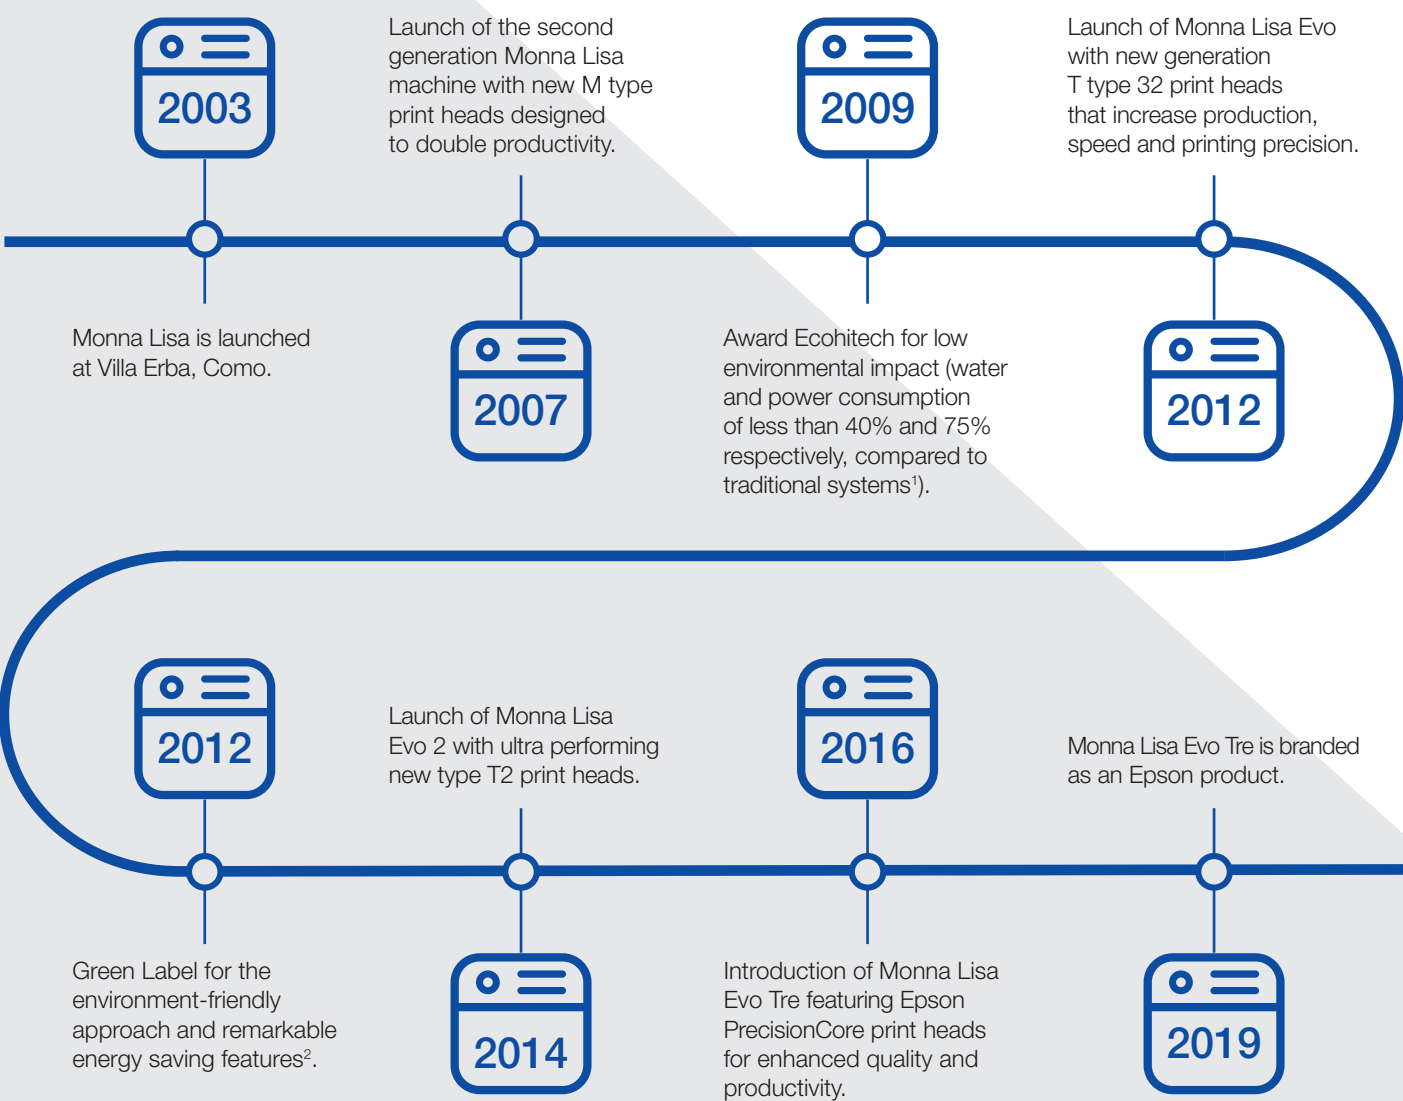 2003
Monna Lisa is launched
at Villa Erba, Como.
Launch of the second
generation Monna Lisa
machine with new M type
print heads designed
to double productivity.
2007
2009
Award Ecohitech for low
environmental impact (water
and power consumption
of less than 40% and 75%
respectively, compared to
traditional systems¹).
Launch of Monna Lisa Evo
with new generation
T type 32 print heads
that increase production,
speed and printing precision.
2012
2012
Green Label for the
environment-friendly
approach and remarkable
energy saving features².
Launch of Monna Lisa
Evo 2 with ultra performing
new type T2 print heads.
2014
2016
Introduction of Monna Lisa
Evo Tre featuring Epson
PrecisionCore print heads
for enhanced quality and
productivity.
Monna Lisa Evo Tre is branded
as an Epson product.
2019